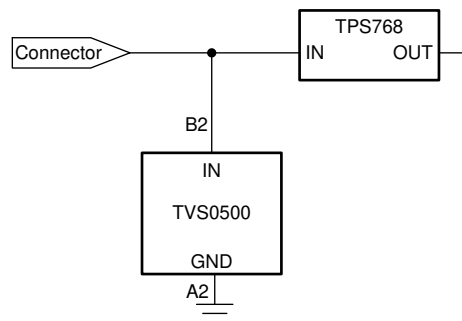 TPS768
Connector
IN
OUT
B2
IN
TVS0500
GND
A2